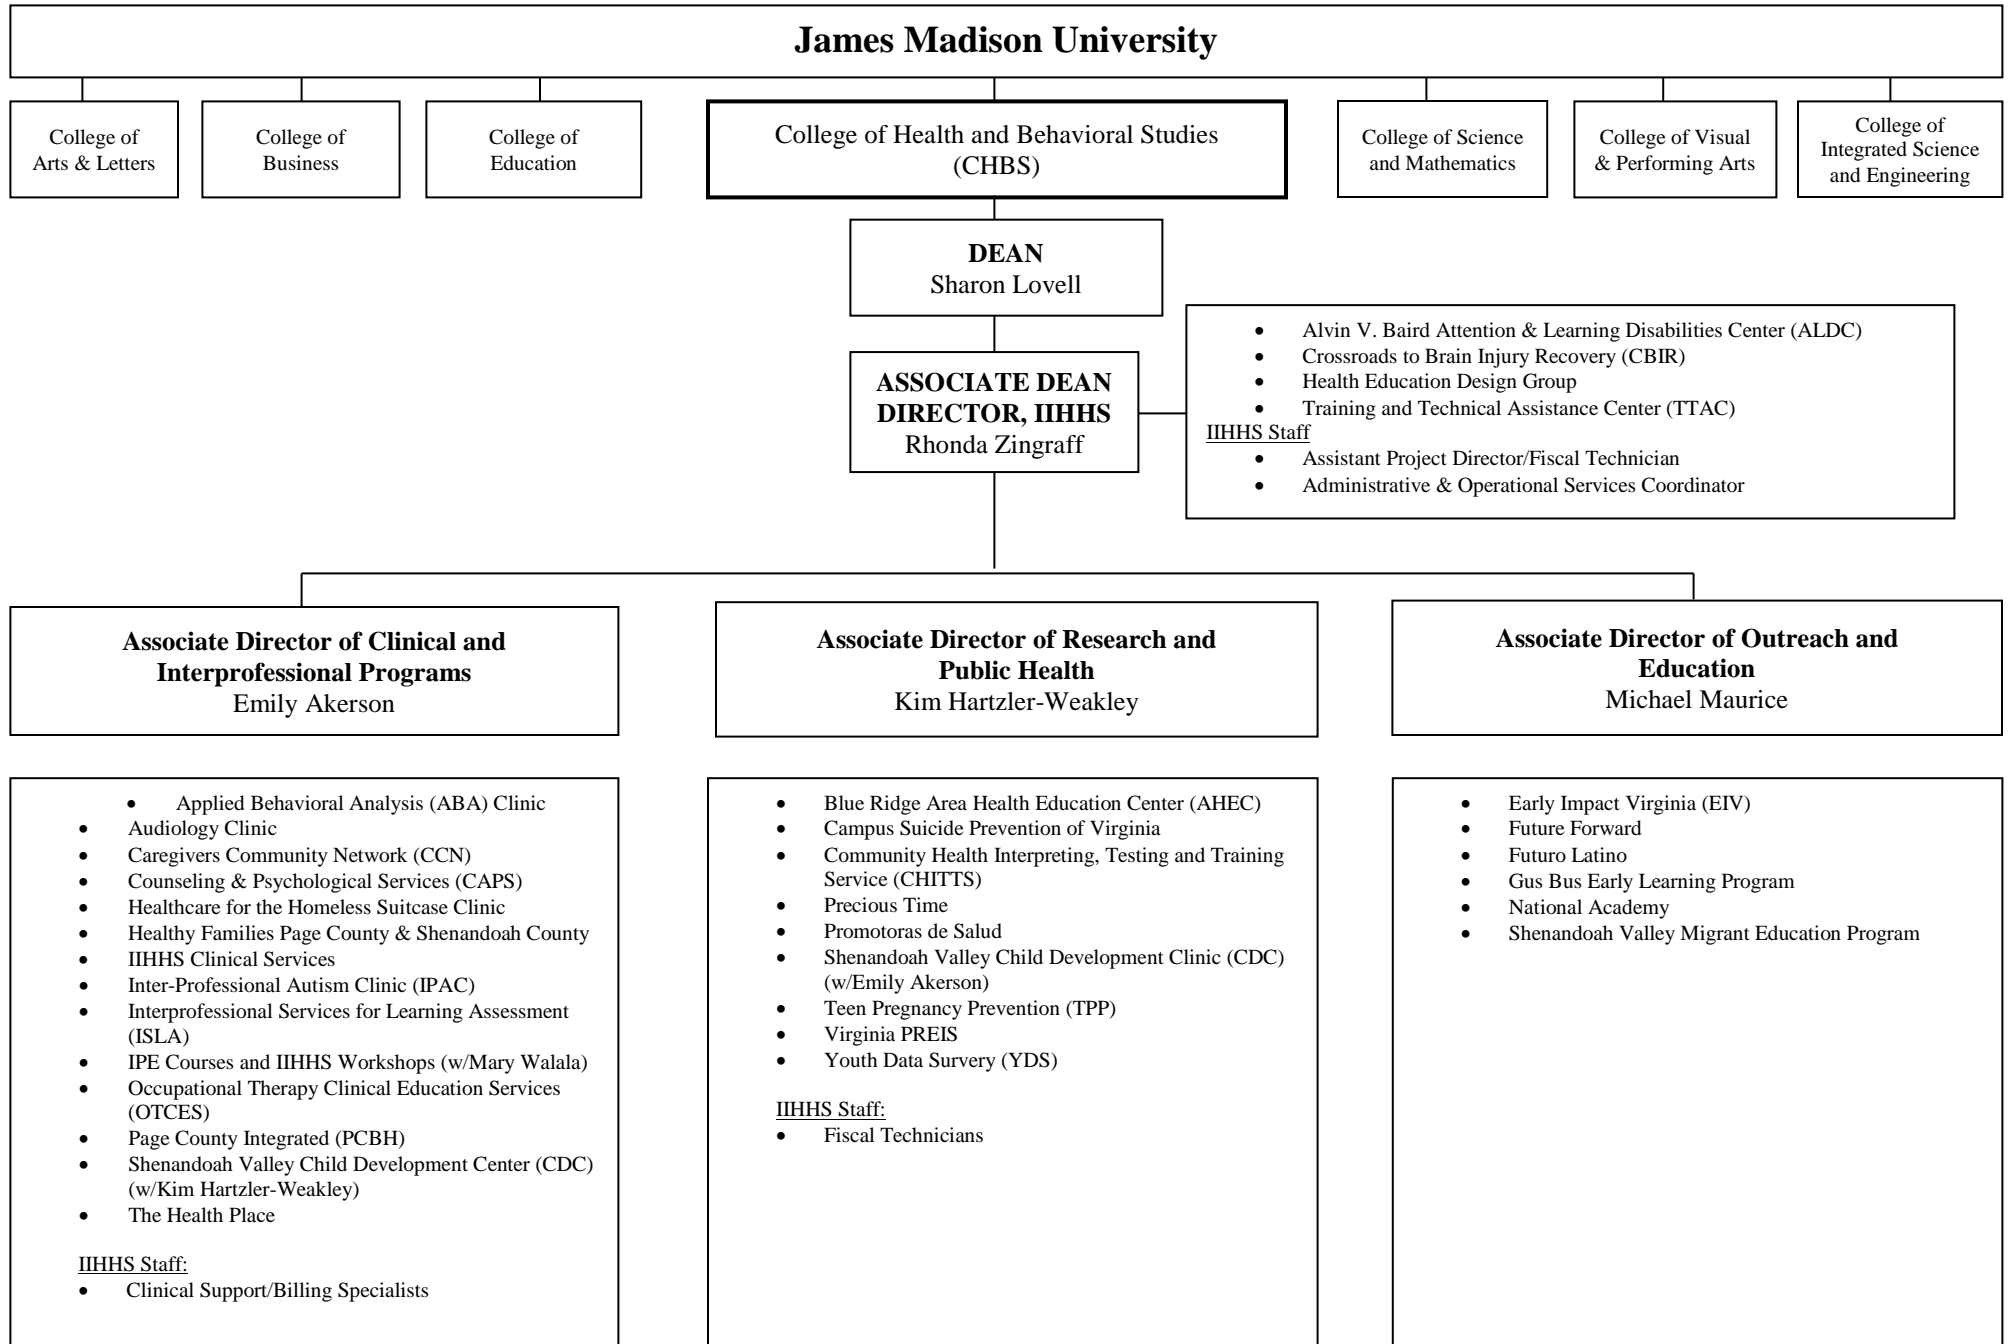 James Madison University
College of
Arts & Letters
College of
Business
College of
Education
College of Health and Behavioral Studies
(CHBS)
College of Science
and Mathematics
College of Visual
& Performing Arts
College of
Integrated Science
and Engineering
DEAN
Sharon Lovell
ASSOCIATE DEAN
DIRECTOR, IIHHS
Rhonda Zingraff
• Alvin V. Baird Attention & Learning Disabilities Center (ALDC)
• Crossroads to Brain Injury Recovery (CBIR)
• Health Education Design Group
• Training and Technical Assistance Center (TTAC)
IIHHS Staff
• Assistant Project Director/Fiscal Technician
• Administrative & Operational Services Coordinator
Associate Director of Clinical and
Interprofessional Programs
Emily Akerson
Associate Director of Research and
Public Health
Kim Hartzler-Weakley
Associate Director of Outreach and
Education
Michael Maurice
• Applied Behavioral Analysis (ABA) Clinic
• Audiology Clinic
• Caregivers Community Network (CCN)
• Counseling & Psychological Services (CAPS)
• Healthcare for the Homeless Suitcase Clinic
• Healthy Families Page County & Shenandoah County
• IIHHS Clinical Services
• Inter-Professional Autism Clinic (IPAC)
• Interprofessional Services for Learning Assessment
(ISLA)
• IPE Courses and IIHHS Workshops (w/Mary Walala)
• Occupational Therapy Clinical Education Services
(OTCES)
• Page County Integrated (PCBH)
• Shenandoah Valley Child Development Center (CDC)
(w/Kim Hartzler-Weakley)
• The Health Place
IIHHS Staff:
• Clinical Support/Billing Specialists
• Blue Ridge Area Health Education Center (AHEC)
• Campus Suicide Prevention of Virginia
• Community Health Interpreting, Testing and Training
Service (CHITTS)
• Precious Time
• Promotoras de Salud
• Shenandoah Valley Child Development Clinic (CDC)
(w/Emily Akerson)
• Teen Pregnancy Prevention (TPP)
• Virginia PREIS
• Youth Data Survery (YDS)
IIHHS Staff:
• Fiscal Technicians
• Early Impact Virginia (EIV)
• Future Forward
• Futuro Latino
• Gus Bus Early Learning Program
• National Academy
• Shenandoah Valley Migrant Education Program